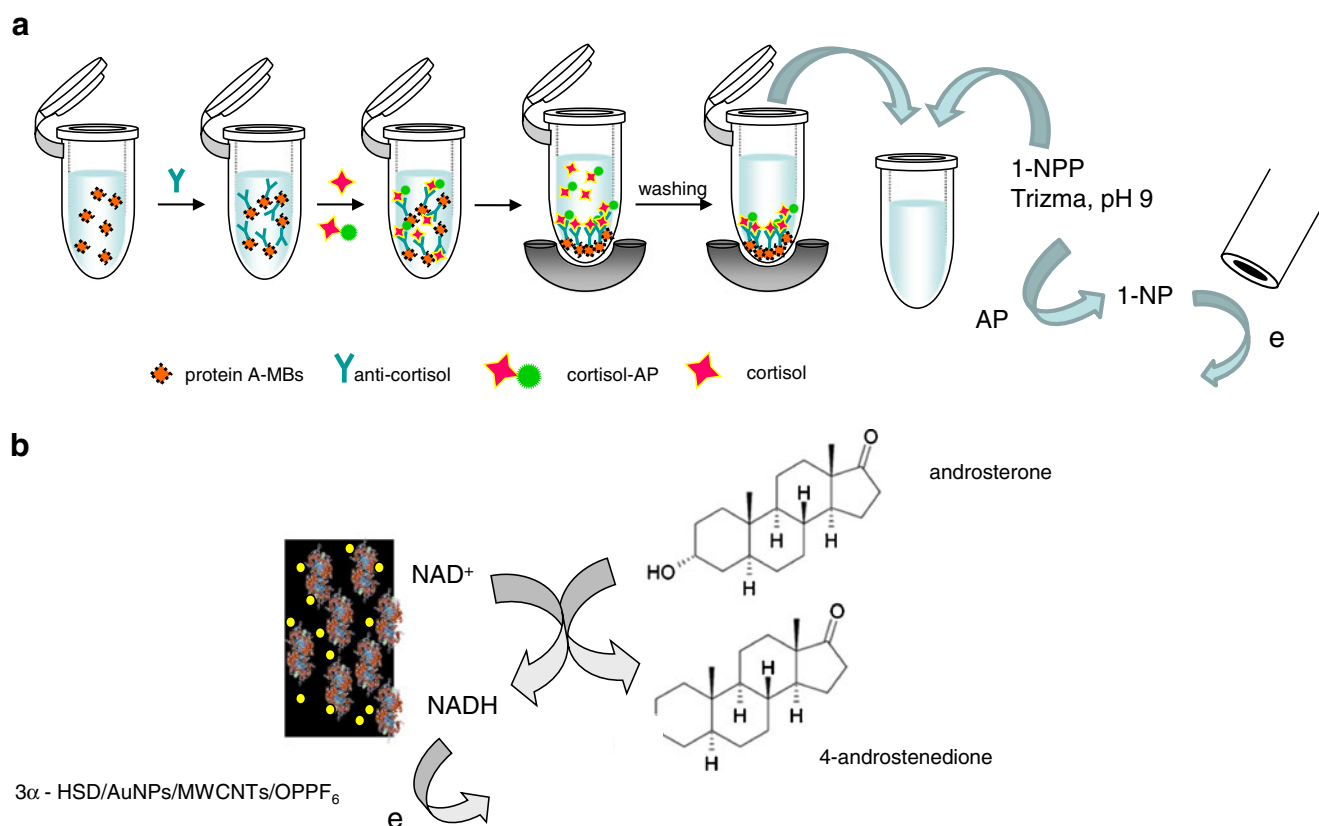 a
washing
1-NPP
Trizma, pH 9
AP
1-NP
e
protein A-MBs
anti-cortisol
cortisol-AP
cortisol
b
O
androsterone
H
H
H
HO
H
NAD⁺
O
H
H
H
NADH
H
4-androstenedione
3α - HSD/AuNPs/MWCNTs/OPPF₆
e